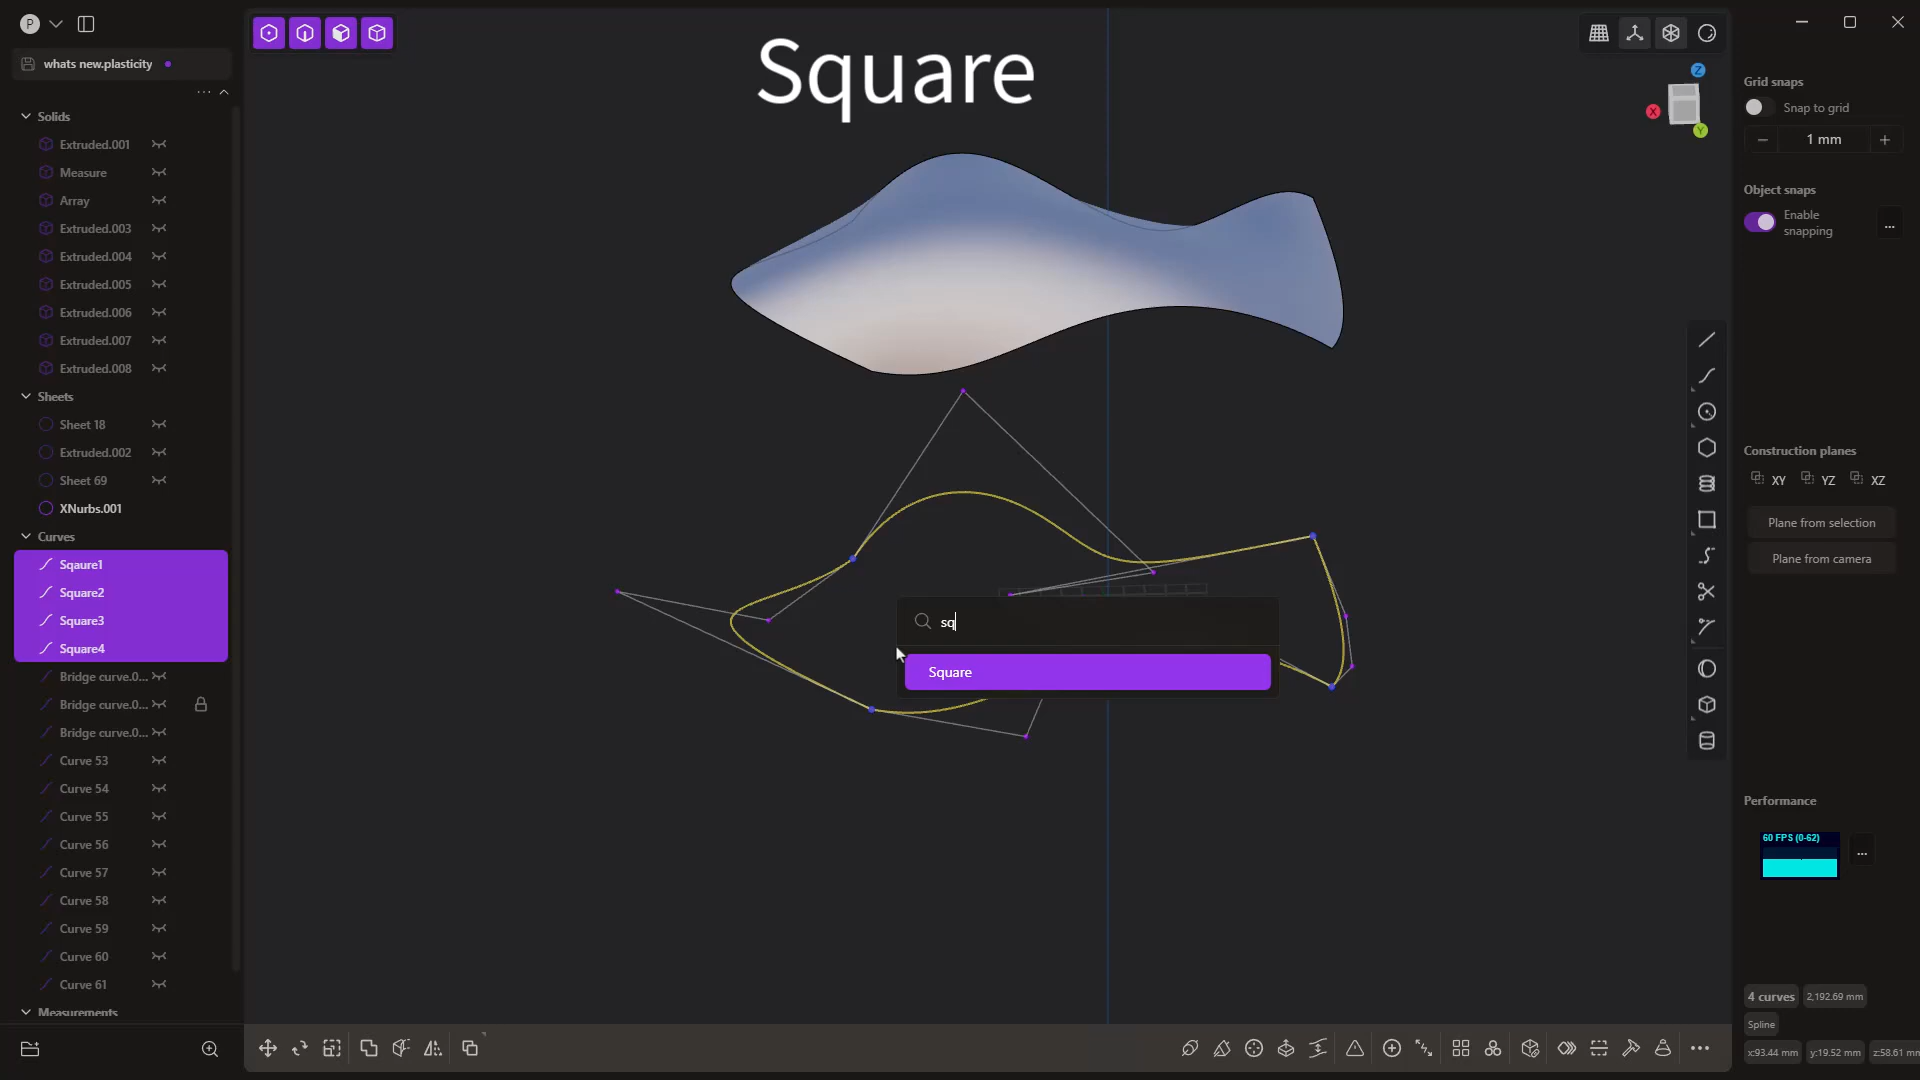 P
whats new.plasticity
Solids
Extruded.001
Measure
Array
Extruded.003
Extruded.004
Extruded.005
Extruded.006
Extruded.007
Extruded.008
Sheets
Sheet 18
Extruded.002
Sheet 69
XNurbs.001
Curves
Sqaure1
Square2
Square3
Square4
Bridge curve.0...
Bridge curve.0...
Bridge curve.0...
Curve 53
Curve 54
Curve 55
Curve 56
Curve 57
Curve 58
Curve 59
Curve 60
Curve 61
Measurements
Square
sq
Square
Z
X
Y
Grid snaps
Snap to grid
1 mm
Object snaps
Enable
snapping
...
Construction planes
XY YZ XZ
Plane from selection
Plane from camera
Performance
60 FPS (0-62)
...
4 curves 2,192.69 mm
Spline
x:93.44 mm y:19.52 mm z:58.61 mm